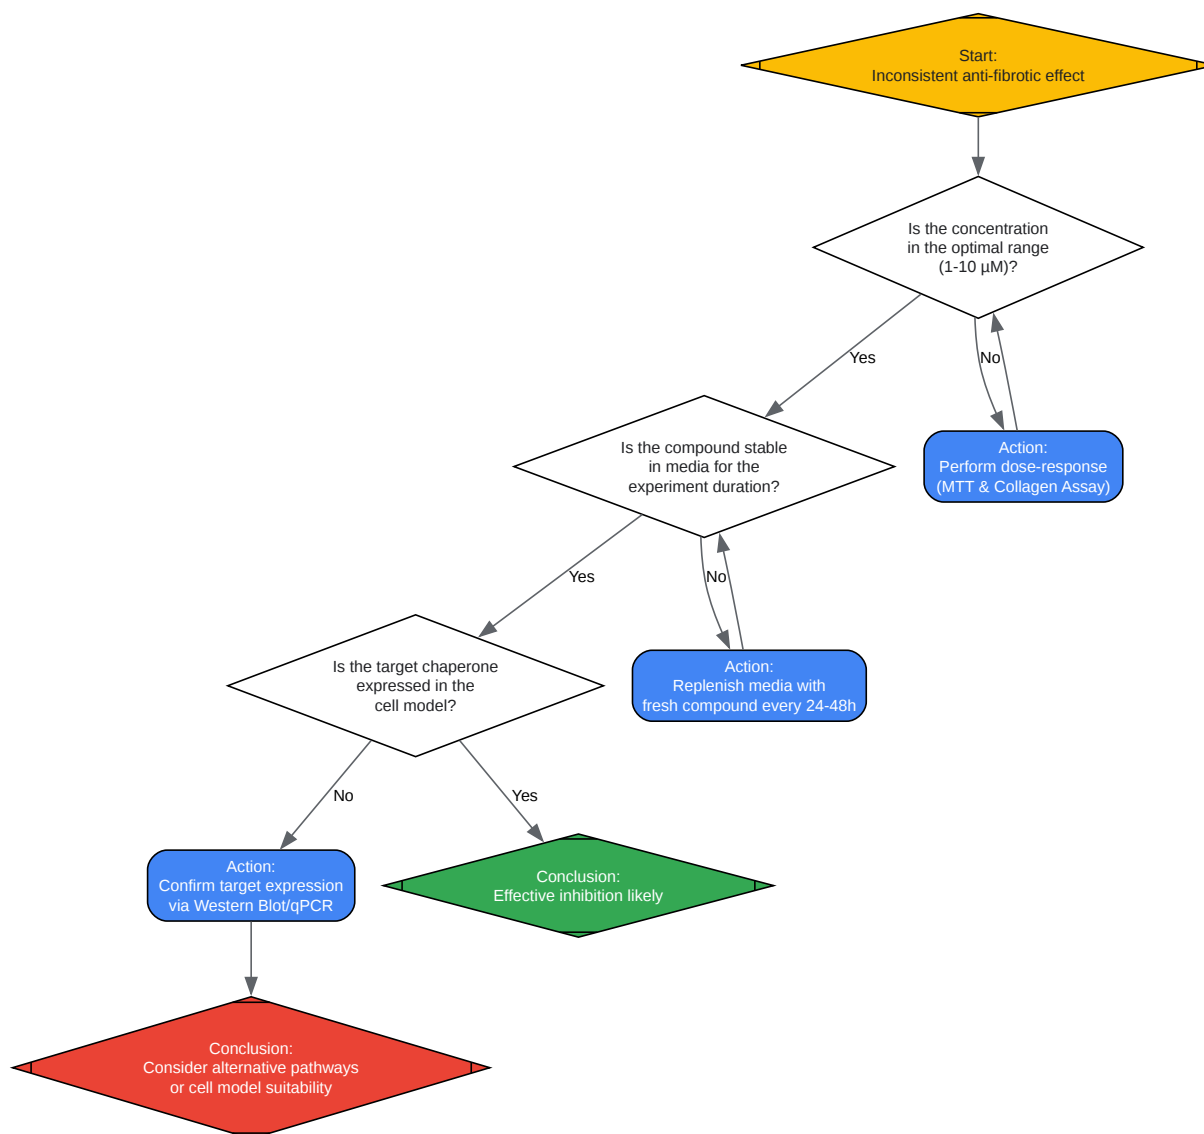 Start:
Inconsistent anti-fibrotic effect
Is the concentration
in the optimal range
(1-10 µM)?
Yes
No
Action:
Perform dose-response
(MTT & Collagen Assay)
Is the compound stable
in media for the
experiment duration?
Yes
No
Action:
Replenish media with
fresh compound every 24-48h
Is the target chaperone
expressed in the
cell model?
No
Yes
Action:
Confirm target expression
via Western Blot/qPCR
Conclusion:
Effective inhibition likely
Conclusion:
Consider alternative pathways
or cell model suitability